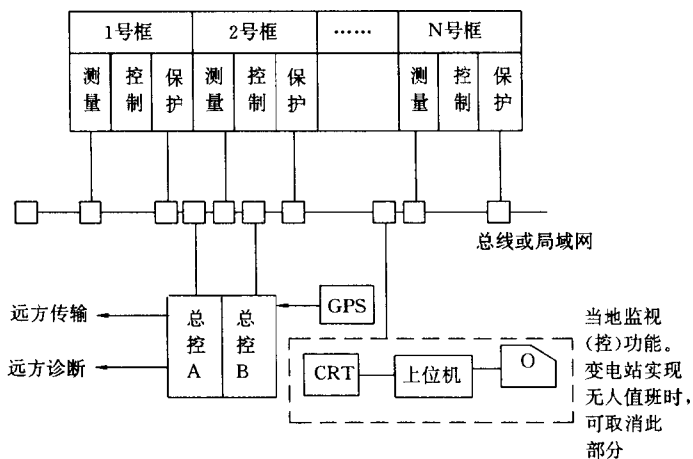 1号框 2号框 …… N号框
测量 控制 保护 测量 控制 保护 测量 控制 保护
总线或局域网
远方传输
远方诊断
总控A
总控B
GPS
CRT
上位机
O
当地监视
(控)功能。
变电站实现
无人值班时,
可取消此
部分